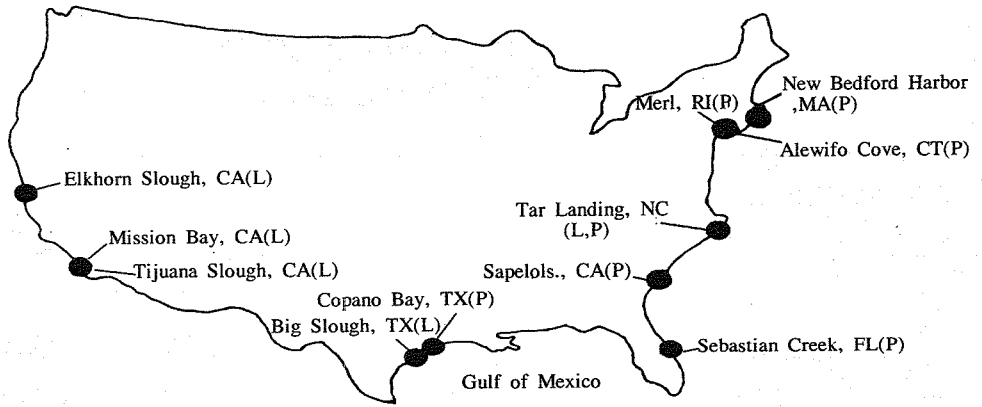 New Bedford Harbor
,MA(P)
Merl, RI(P)
Alewifo Cove, CT(P)
Elkhorn Slough, CA(L)
Tar Landing, NC
(L,P)
Mission Bay, CA(L)
Tijuana Slough, CA(L)
Sapelols., CA(P)
Copano Bay, TX(P)
Big Slough, TX(L)
Sebastian Creek, FL(P)
Gulf of Mexico